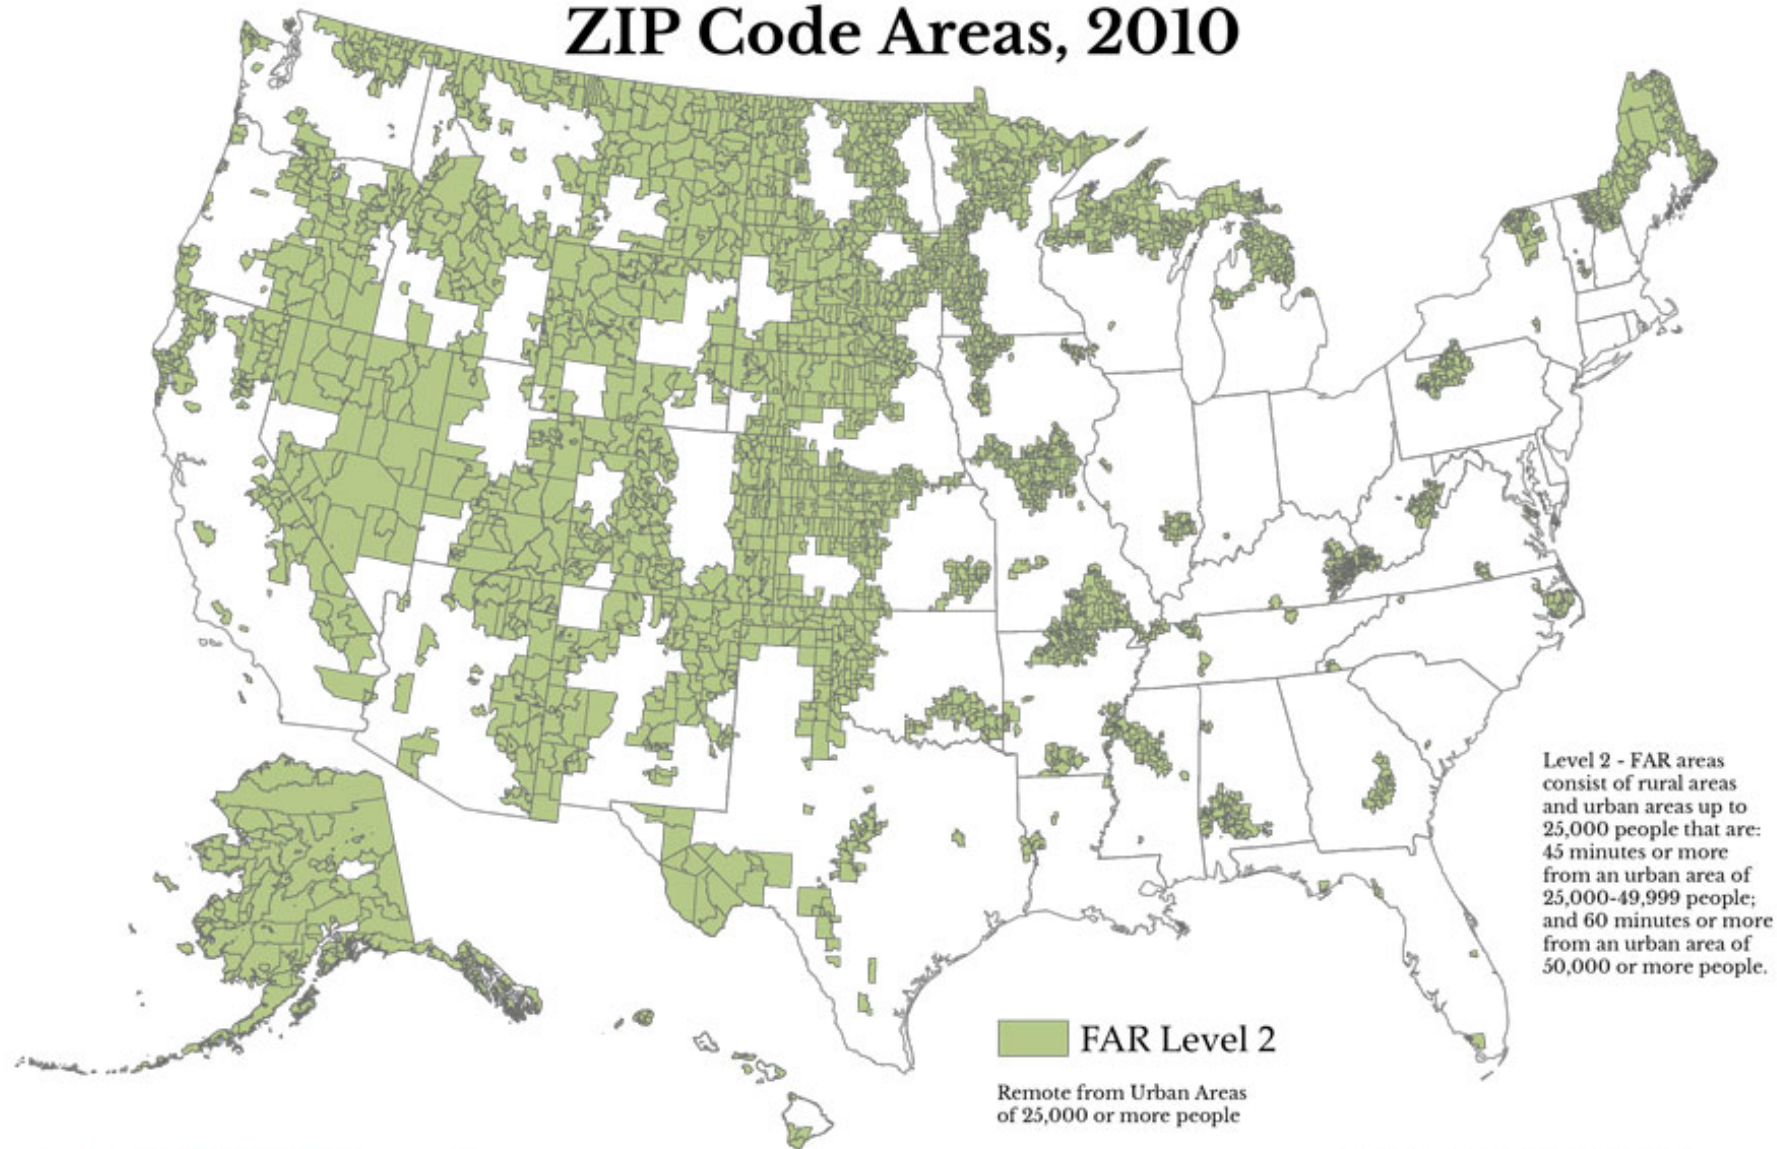 ZIP Code Areas, 2010
Level 2 - FAR areas
consist of rural areas
and urban areas up to
25,000 people that are:
45 minutes or more
from an urban area of
25,000-49,999 people;
and 60 minutes or more
from an urban area of
50,000 or more people.
FAR Level 2
Remote from Urban Areas
of 25,000 or more people